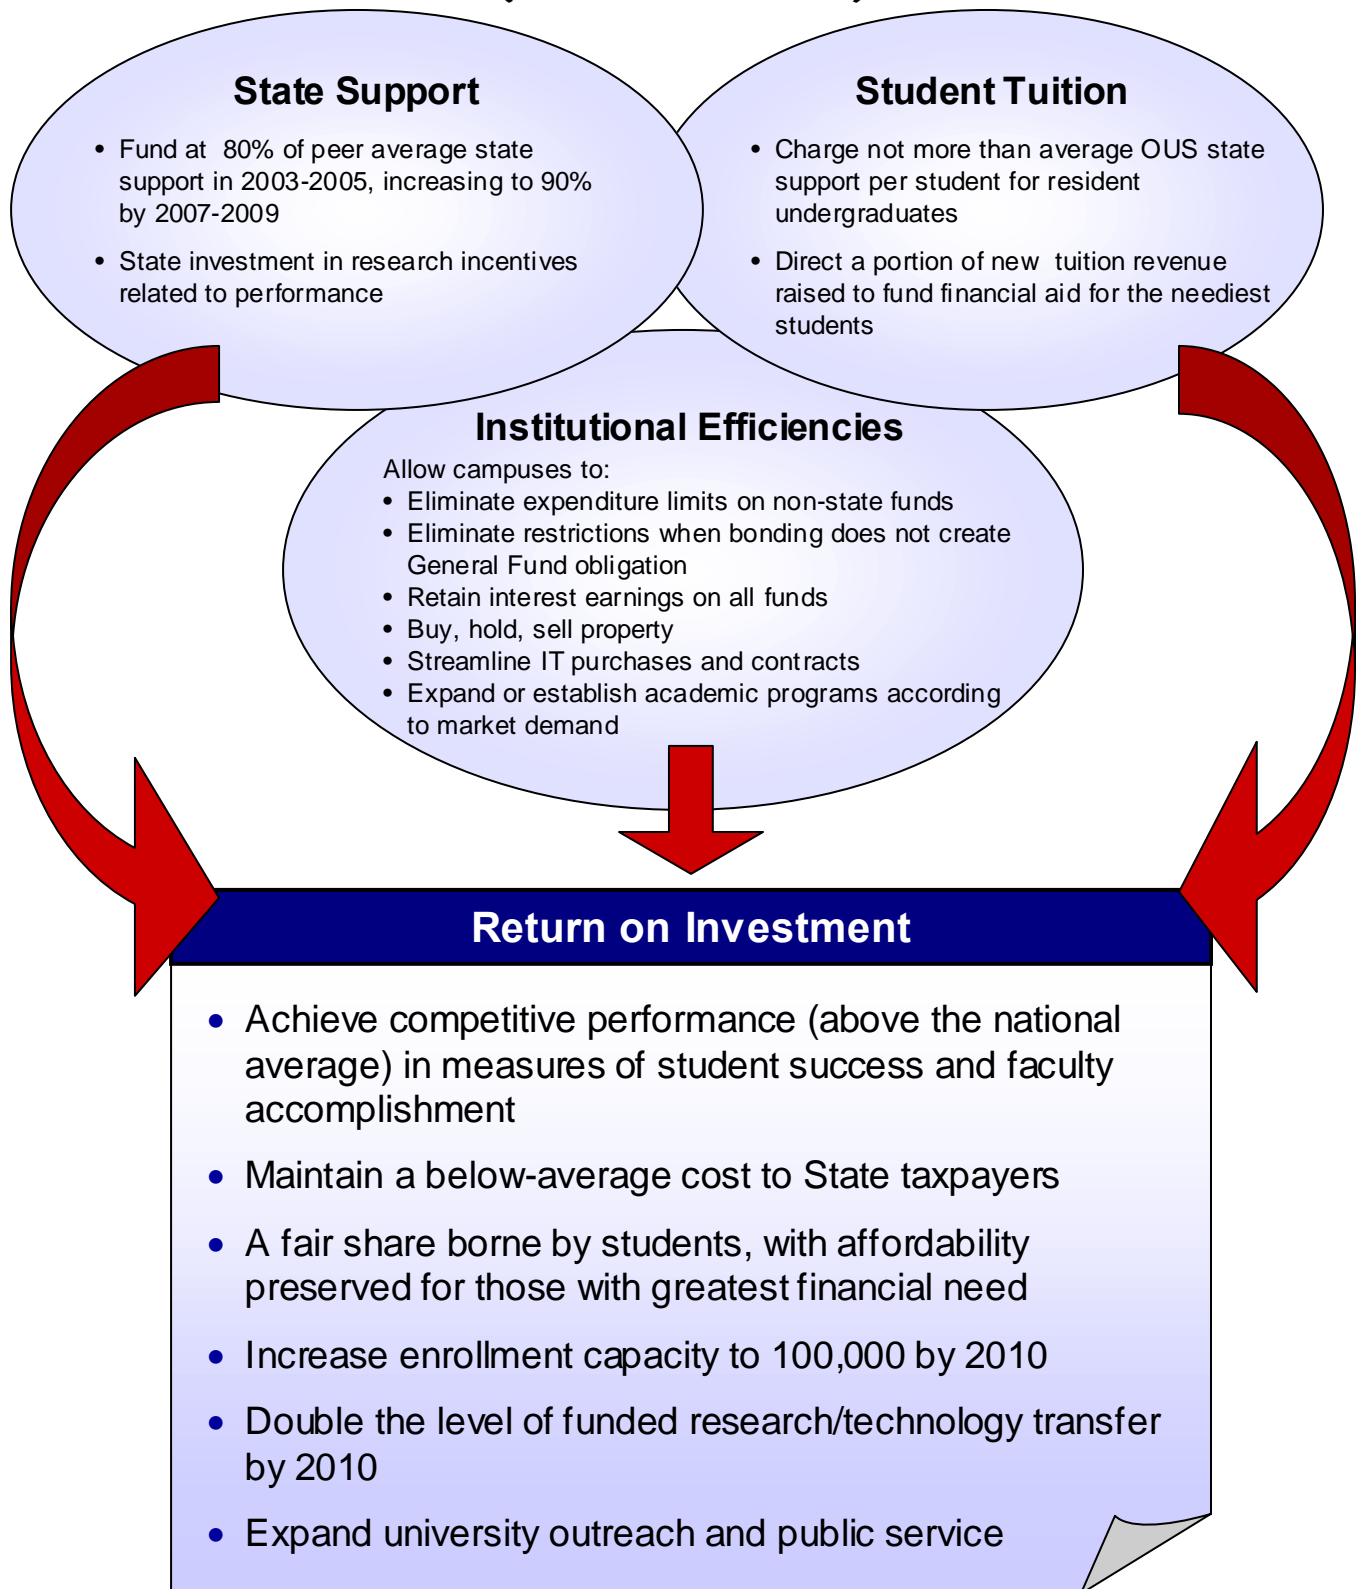 State Support
• Fund at 80% of peer average state
support in 2003-2005, increasing to 90%
by 2007-2009
• State investment in research incentives
related to performance
Student Tuition
• Charge not more than average OUS state
support per student for resident
undergraduates
• Direct a portion of new tuition revenue
raised to fund financial aid for the neediest
students
Institutional Efficiencies
Allow campuses to:
• Eliminate expenditure limits on non-state funds
• Eliminate restrictions when bonding does not create
General Fund obligation
• Retain interest earnings on all funds
• Buy, hold, sell property
• Streamline IT purchases and contracts
• Expand or establish academic programs according
to market demand
Return on Investment
• Achieve competitive performance (above the national
average) in measures of student success and faculty
accomplishment
• Maintain a below-average cost to State taxpayers
• A fair share borne by students, with affordability
preserved for those with greatest financial need
• Increase enrollment capacity to 100,000 by 2010
• Double the level of funded research/technology transfer
by 2010
• Expand university outreach and public service